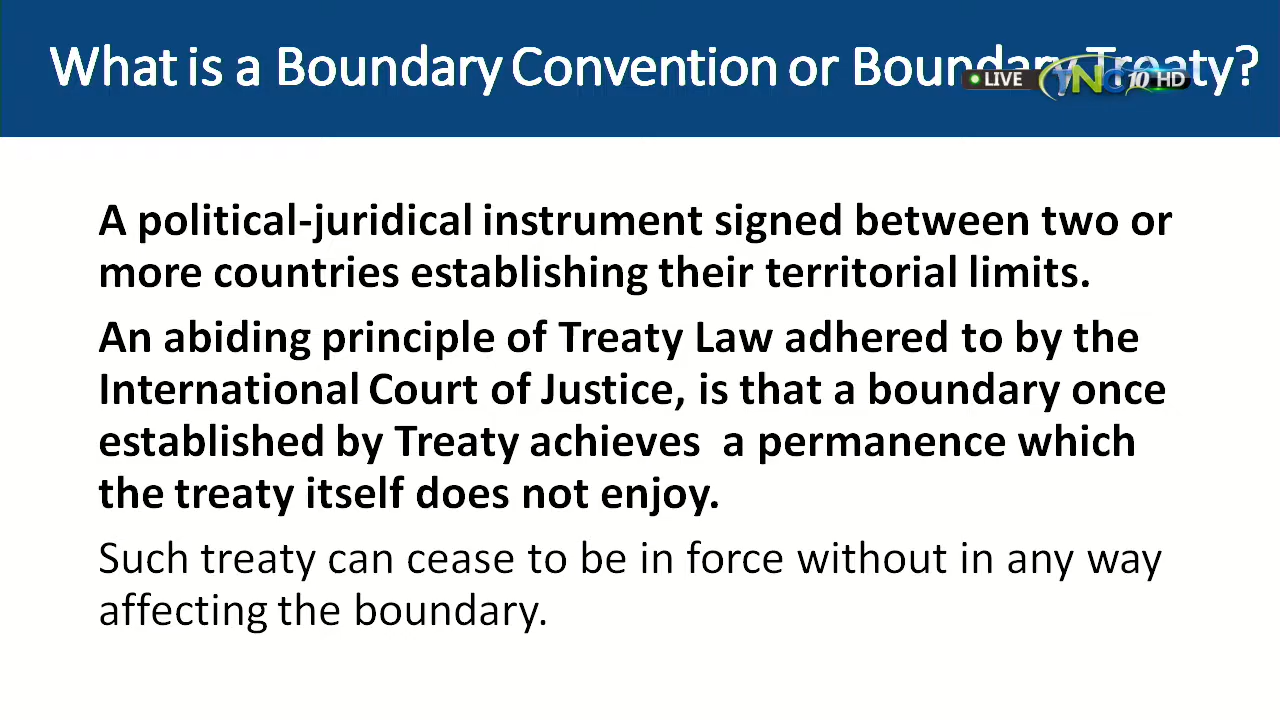 What is a Boundary Convention or Boundary Treaty?
LIVE TNC 10 HD
A political-juridical instrument signed between two or
more countries establishing their territorial limits.
An abiding principle of Treaty Law adhered to by the
International Court of Justice, is that a boundary once
established by Treaty achieves a permanence which
the treaty itself does not enjoy.
Such treaty can cease to be in force without in any way
affecting the boundary.